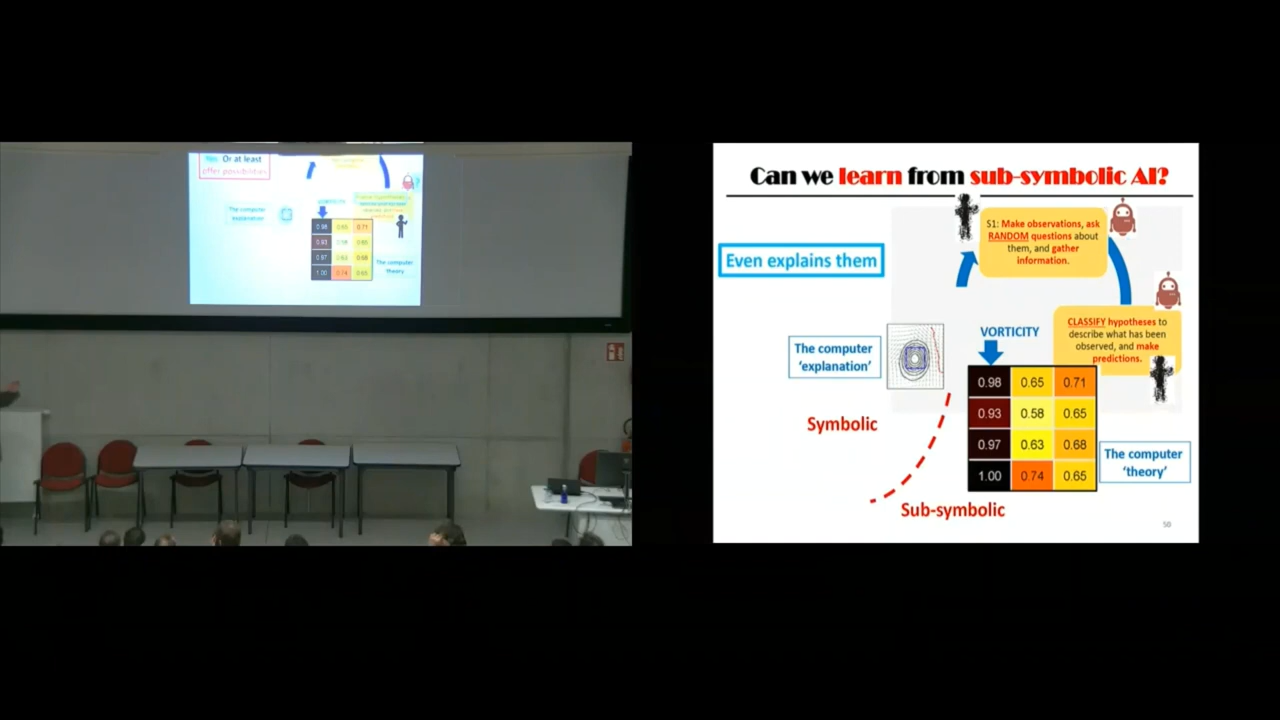 Yes. Or at least
offer possibilities
The computer
explanation
VORTICITY
0.98 0.65 0.71
0.93 0.58 0.65
0.97 0.63 0.68
1.00 0.74 0.65
The computer
theory
Can we learn from sub-symbolic AI?
S1: Make observations, ask
RANDOM questions about
them, and gather
information.
Even explains them
CLASSIFY hypotheses to
describe what has been
observed, and make
predictions.
VORTICITY
The computer
'explanation'
0.98 0.65 0.71
0.93 0.58 0.65
0.97 0.63 0.68
1.00 0.74 0.65
Symbolic
The computer
'theory'
Sub-symbolic
50